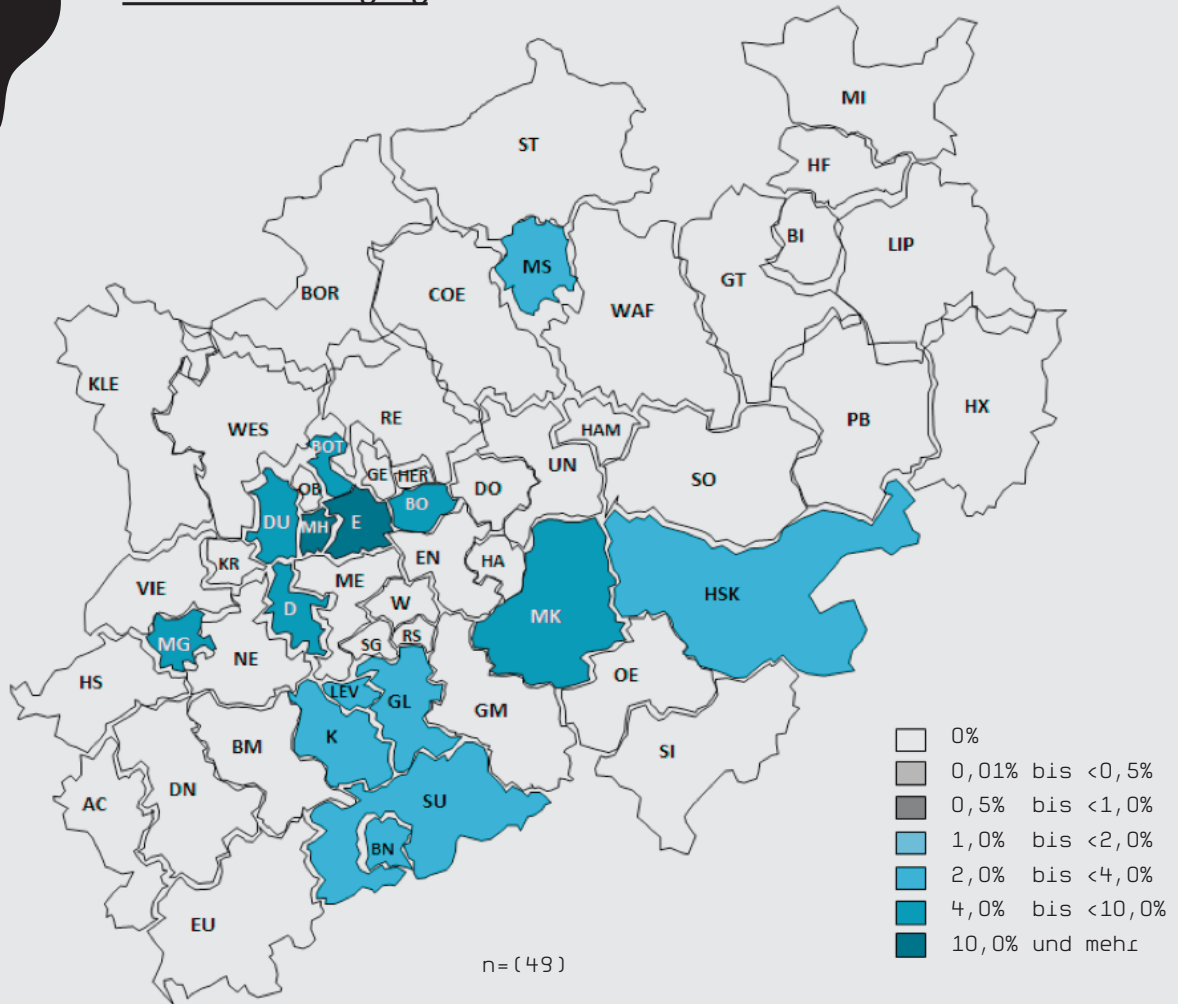 MI
ST
HF
BI
LIP
MS
GT
BOR
COE
WAF
KLE
HX
RE
PB
WES
HAM
BOT
UN
GE
HER
SO
OB
DO
BO
DU
MH
E
EN
HA
KR
ME
VIE
HSK
W
D
MK
RS
SG
MG
NE
OE
HS
LEV
GL
GM
K
BM
SI
DN
AC
SU
BN
EU
0%
0,01% bis <0,5%
0,5% bis <1,0%
1,0% bis <2,0%
2,0% bis <4,0%
4,0% bis <10,0%
10,0% und mehr
n=(49)